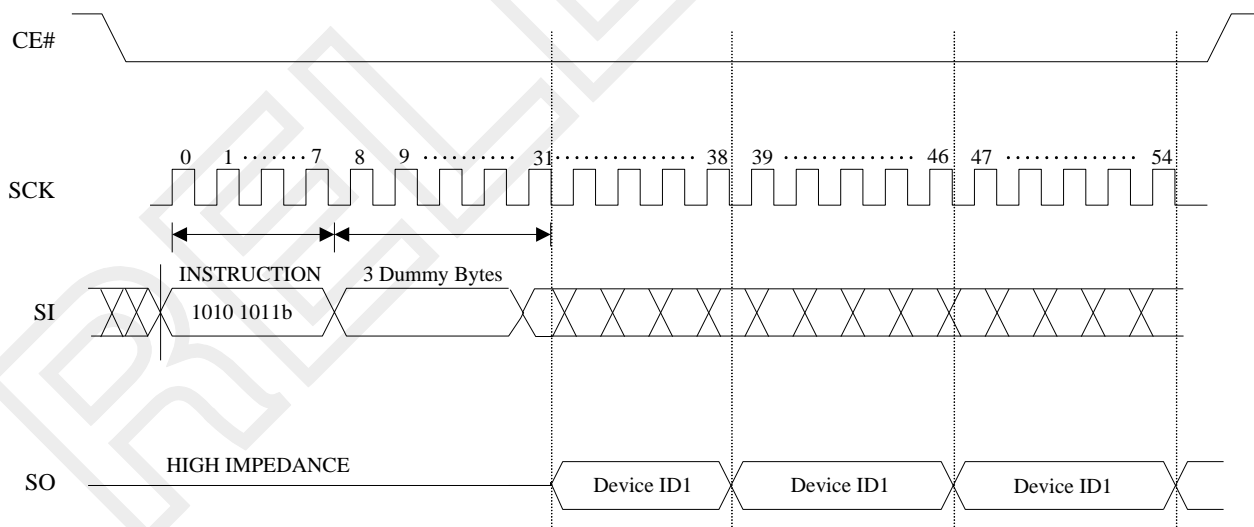 CE#
0 1 ······· 7 8 9 ·········· 31 ·············· 38 39 ·············· 46 47 ·············· 54
SCK
INSTRUCTION 3 Dummy Bytes
SI 1010 1011b
HIGH IMPEDANCE
SO Device ID1 Device ID1 Device ID1